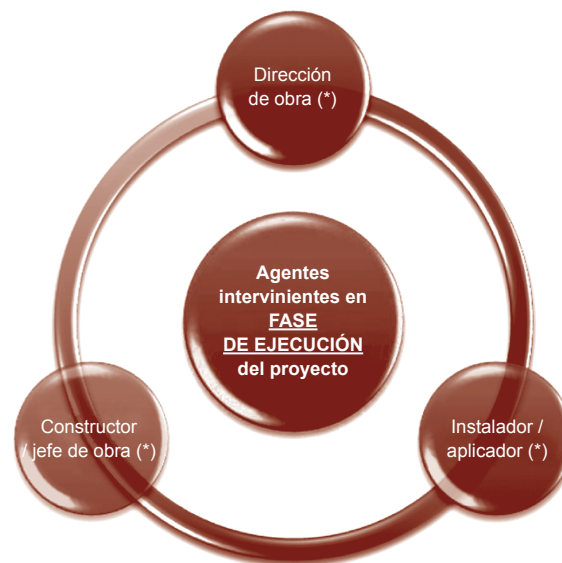 Dirección
de obra (*)
Agentes
intervinientes en
FASE
DE EJECUCIÓN
del proyecto
Constructor
/ jefe de obra (*)
Instalador /
aplicador (*)